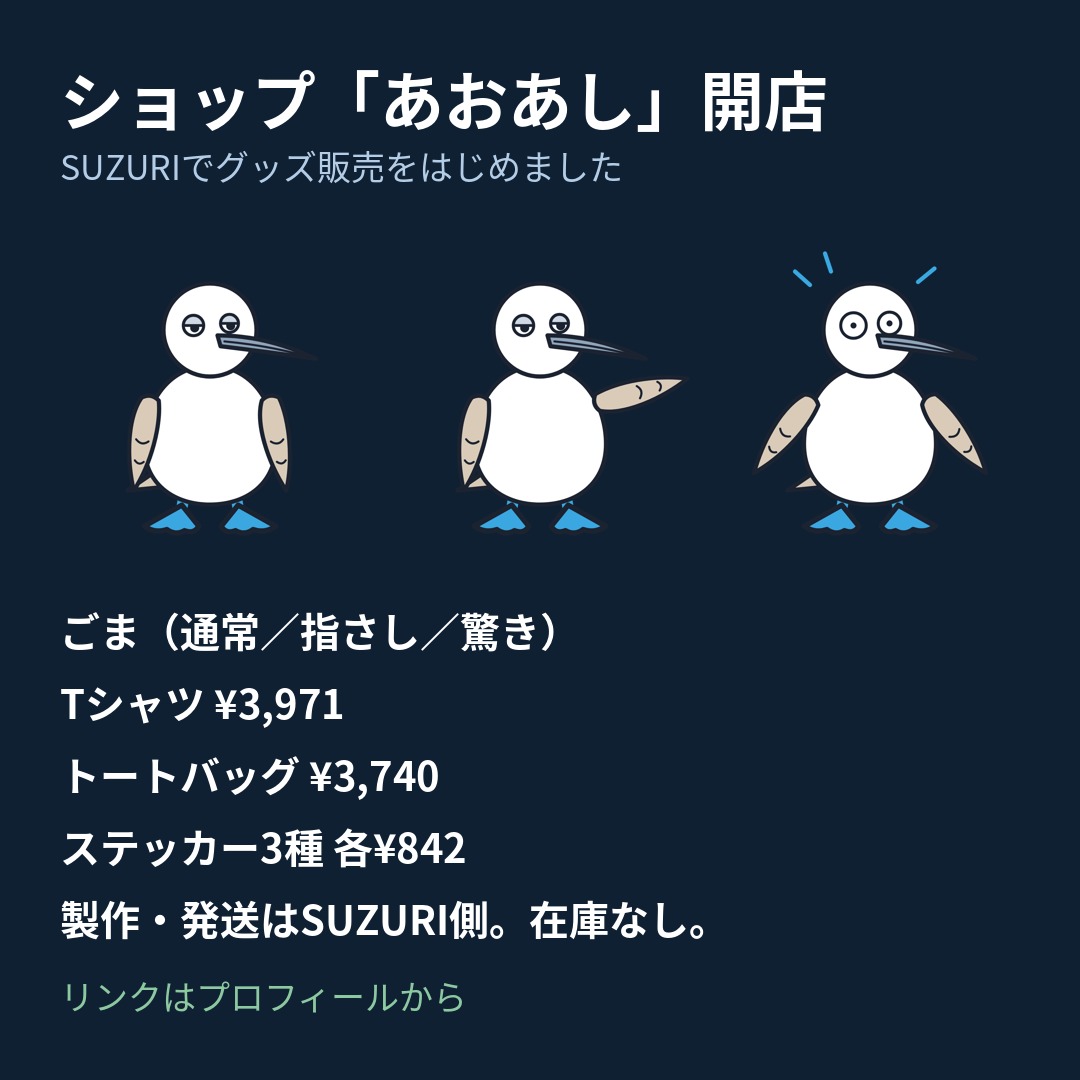 ショップ「あおあし」開店
SUZURIでグッズ販売をはじめました
ごま（通常／指さし／驚き）
Tシャツ ¥3,971
トートバッグ ¥3,740
ステッカー3種 各¥842
製作・発送はSUZURI側。在庫なし。
リンクはプロフィールから